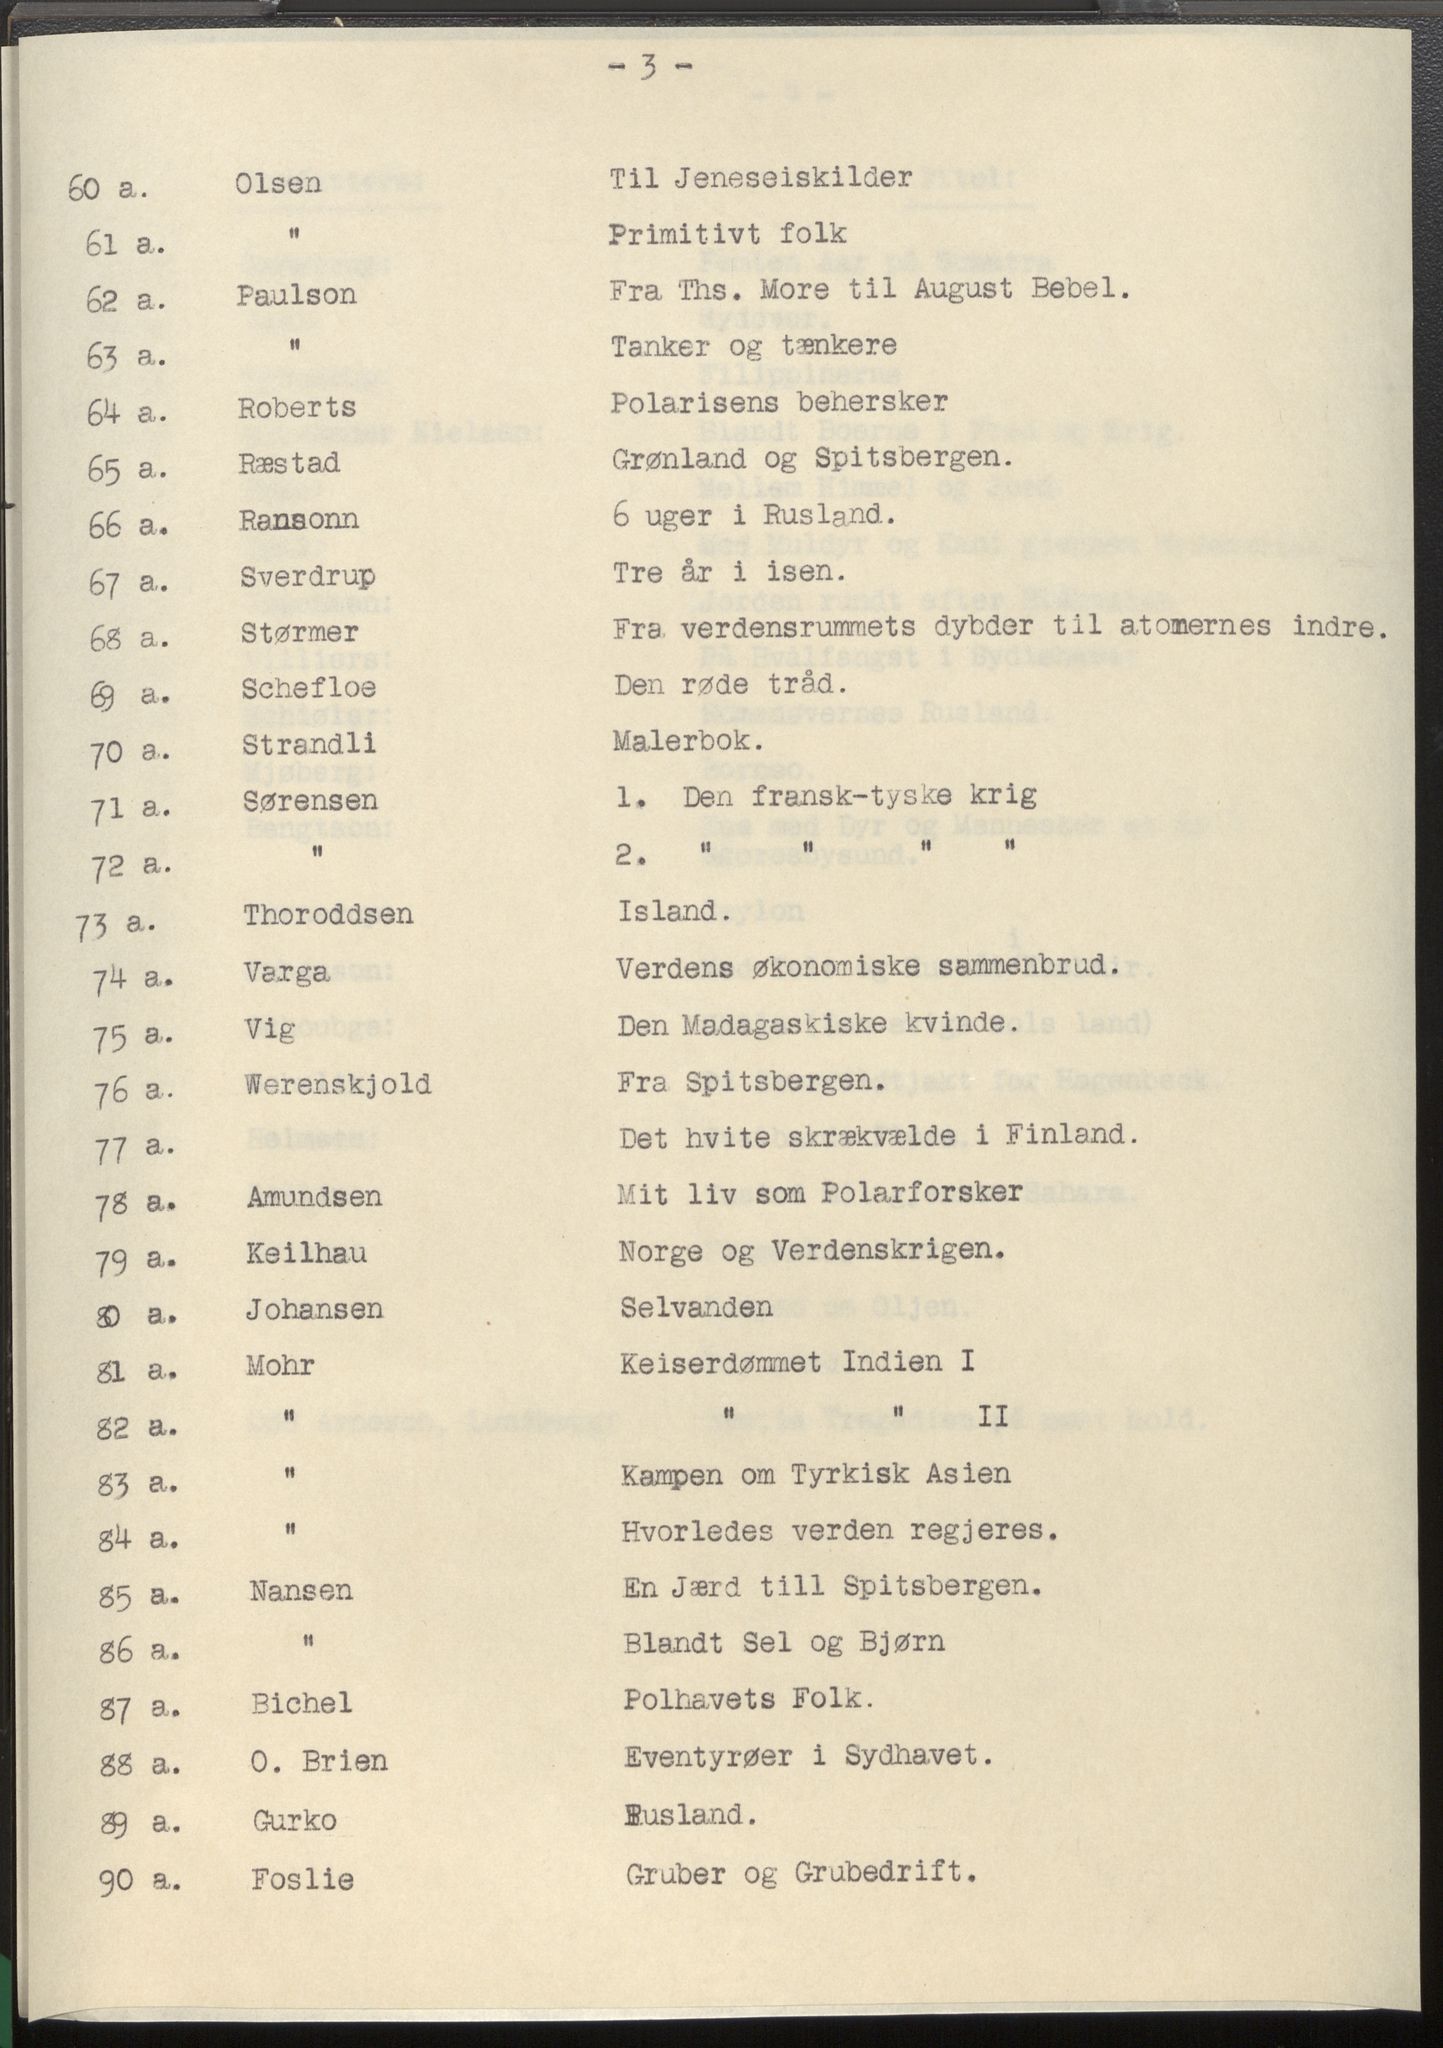 - 3 -
60 a. Olsen Til Jeneseiskilder
61 a. " Primitivt folk
62 a. Paulson Fra Ths. More til August Bebel.
63 a. " Tanker og tænkere
64 a. Roberts Polarisens behersker
65 a. Ræstad Grønland og Spitsbergen.
66 a. Ransonn 6 uger i Rusland.
67 a. Sverdrup Tre år i isen.
68 a. Størmer Fra verdensrummets dybder til atomernes indre.
69 a. Schefloe Den røde tråd.
70 a. Strandli Malerbok.
71 a. Sørensen 1. Den fransk-tyske krig
72 a. " 2. " " " "
73 a. Thoroddsen Island.
74 a. Varga Verdens økonomiske sammenbrud.
75 a. Vig Den Madagaskiske kvinde.
76 a. Werenskjold Fra Spitsbergen.
77 a. Det hvite skrækvælde i Finland.
78 a. Amundsen Mit liv som Polarforsker
79 a. Keilhau Norge og Verdenskrigen.
80 a. Johansen Selvanden
81 a. Mohr Keiserdømmet Indien I
82 a. " " " II
83 a. " Kampen om Tyrkisk Asien
84 a. " Hvorledes verden regjeres.
85 a. Nansen En Jærd till Spitsbergen.
86 a. " Blandt Sel og Bjørn
87 a. Bichel Polhavets Folk.
88 a. O. Brien Eventyrøer i Sydhavet.
89 a. Gurko Rusland.
90 a. Foslie Gruber og Grubedrift.